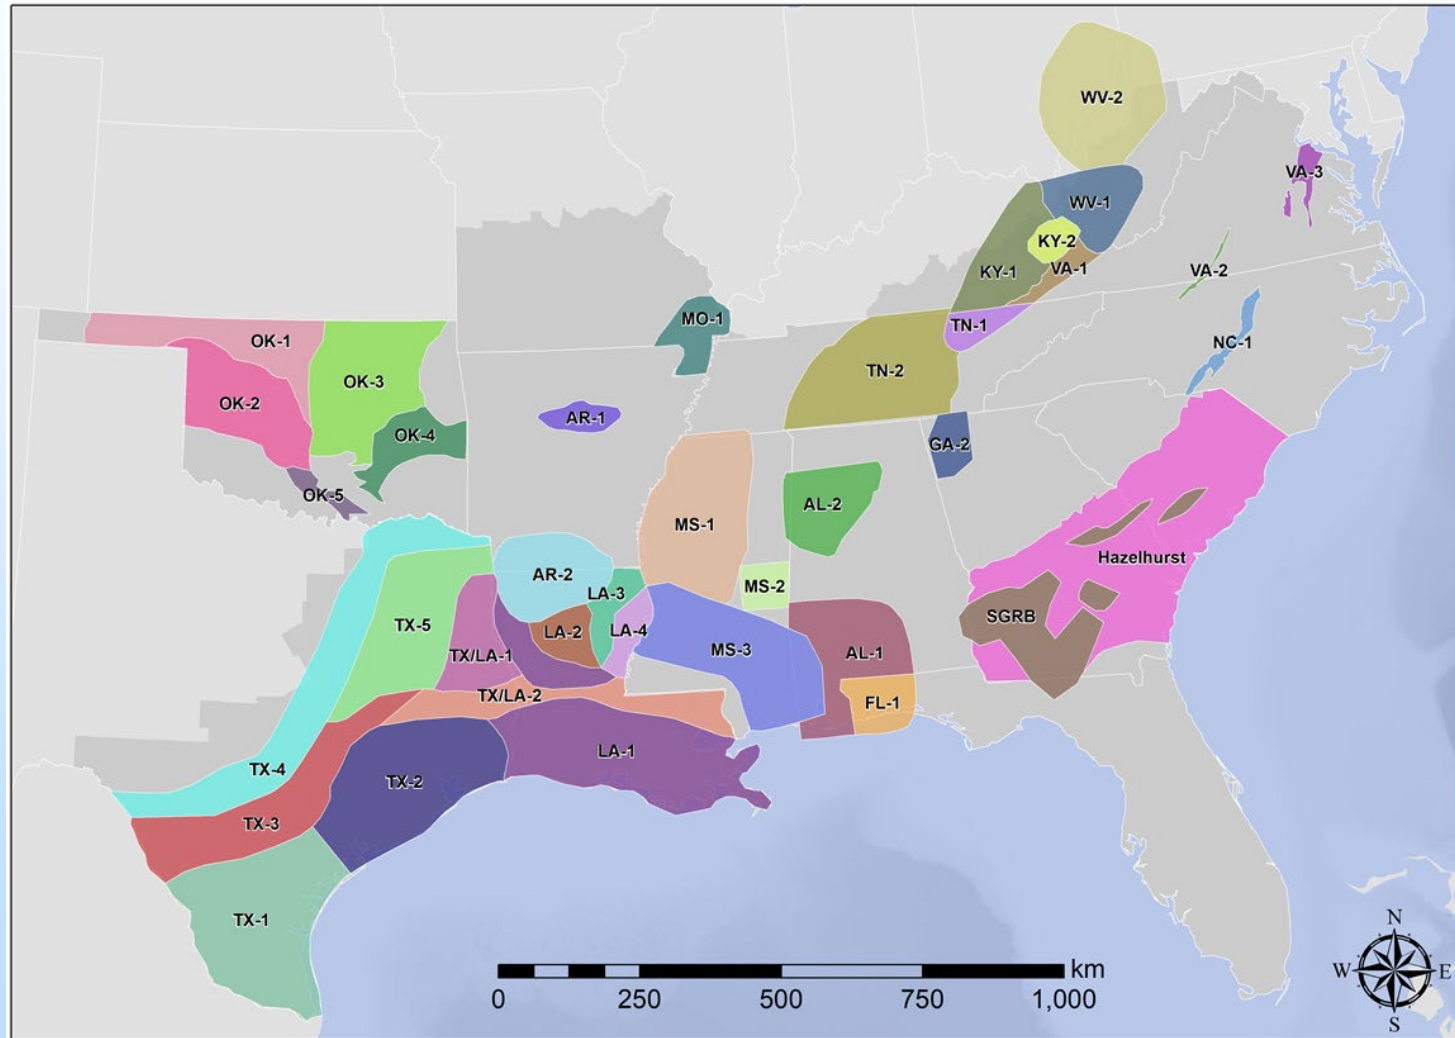 WV-2
VA-3
WV-1
KY-2
VA-1
KY-1
VA-2
MO-1
TN-1
OK-1
NC-1
OK-3
TN-2
OK-2
AR-1
OK-4
GA-2
OK-5
AL-2
MS-1
Hazelhurst
AR-2
MS-2
LA-3
SGRB
TX-5
LA-2
LA-4
MS-3
AL-1
TX/LA-1
TX/LA-2
FL-1
LA-1
TX-4
TX-2
TX-3
TX-1
N
W
E
S
km
0 250 500 750 1,000